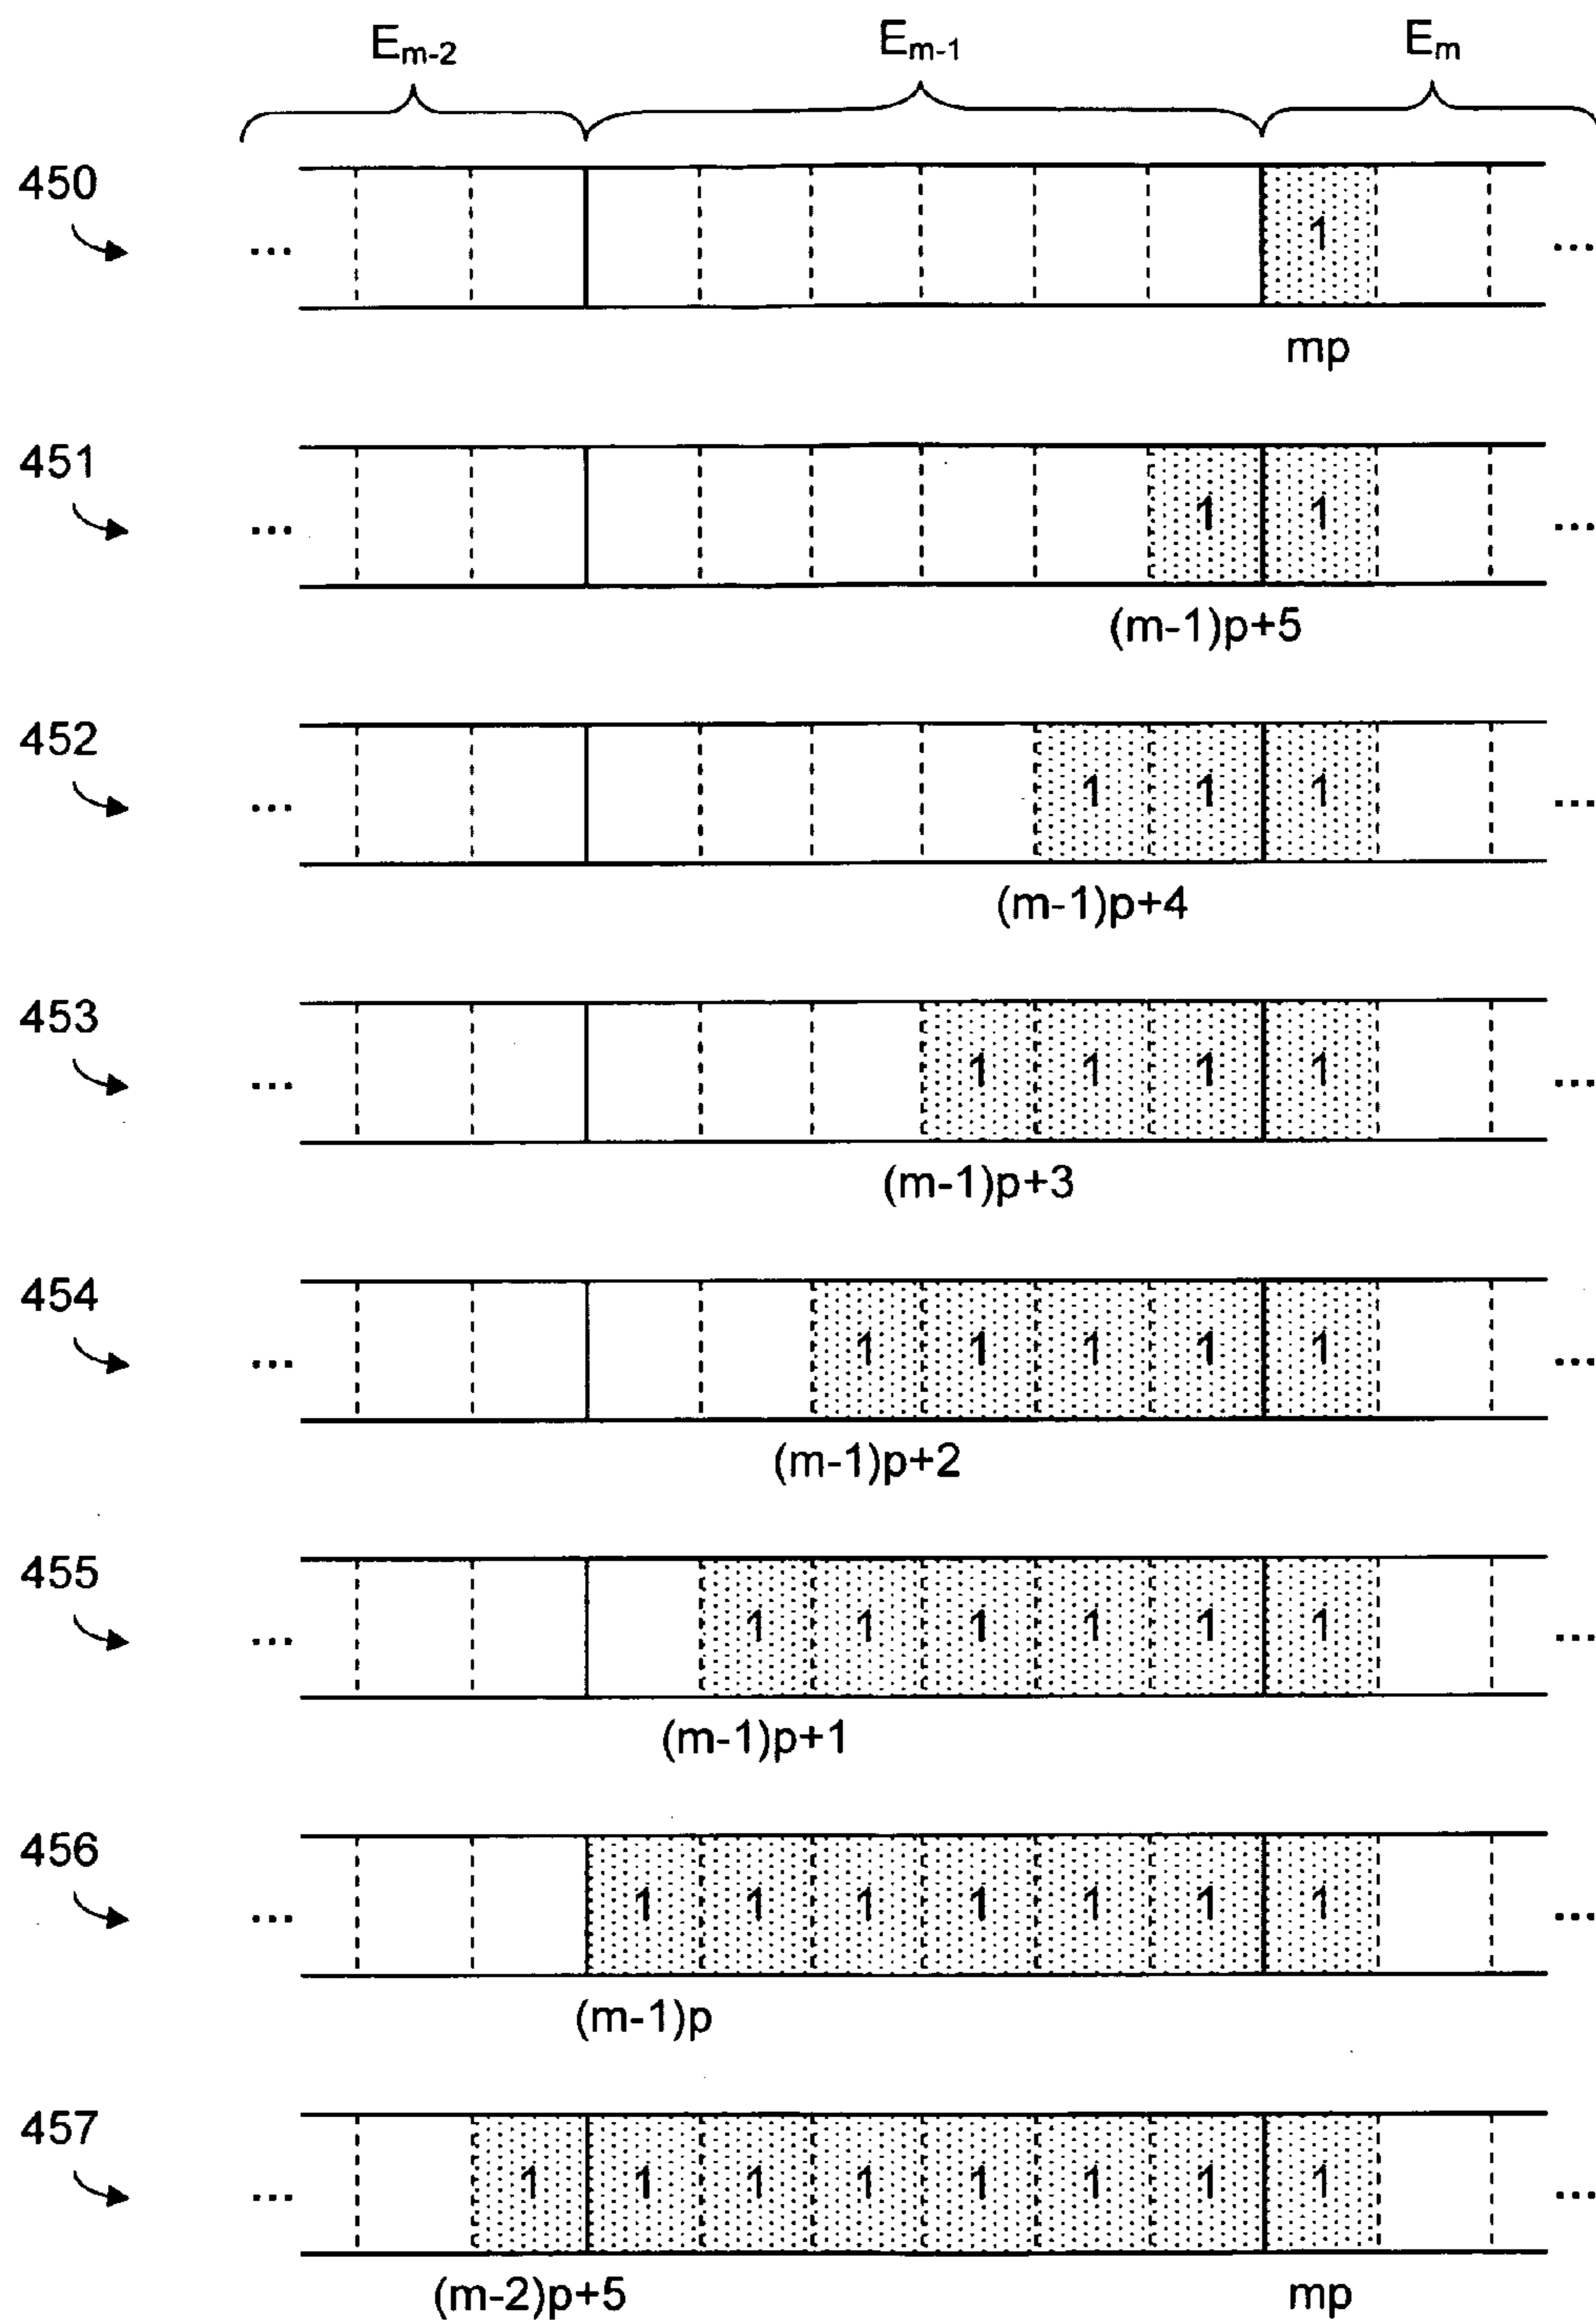 E_{m-2} E_{m-1} E_m
450
... 1 ...
mp
451
... 1 1 ...
(m-1)p+5
452
... 1 1 1 ...
(m-1)p+4
453
... 1 1 1 1 ...
(m-1)p+3
454
... 1 1 1 1 1 ...
(m-1)p+2
455
... 1 1 1 1 1 1 ...
(m-1)p+1
456
... 1 1 1 1 1 1 1 ...
(m-1)p
457
... 1 1 1 1 1 1 1 1 ...
(m-2)p+5 mp